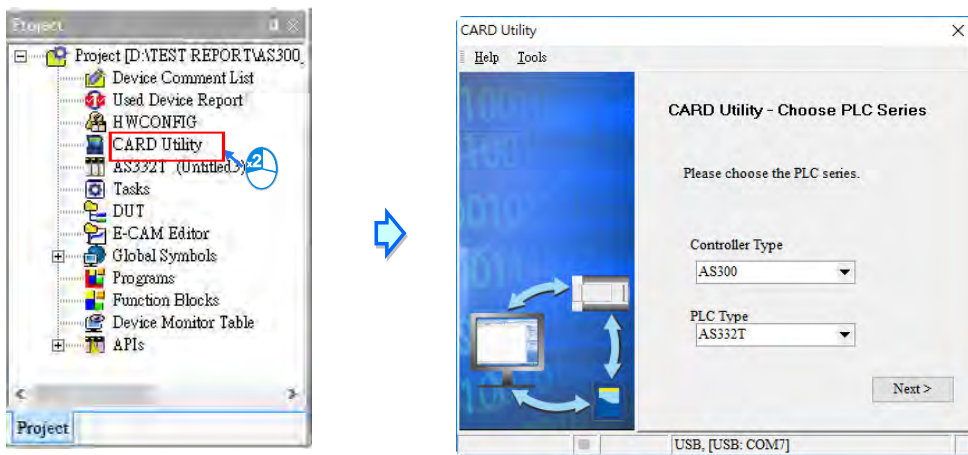 Project
Project [D:\TEST REPORT\AS300_
Device Comment List
Used Device Report
HWCONFIG
CARD Utility
×2
AS332T (Untitled3)
Tasks
DUT
E-CAM Editor
Global Symbols
Programs
Function Blocks
Device Monitor Table
APIs
Project
CARD Utility
Help Tools
CARD Utility - Choose PLC Series
Please choose the PLC series.
Controller Type
AS300
PLC Type
AS332T
Next >
USB, [USB: COM7]